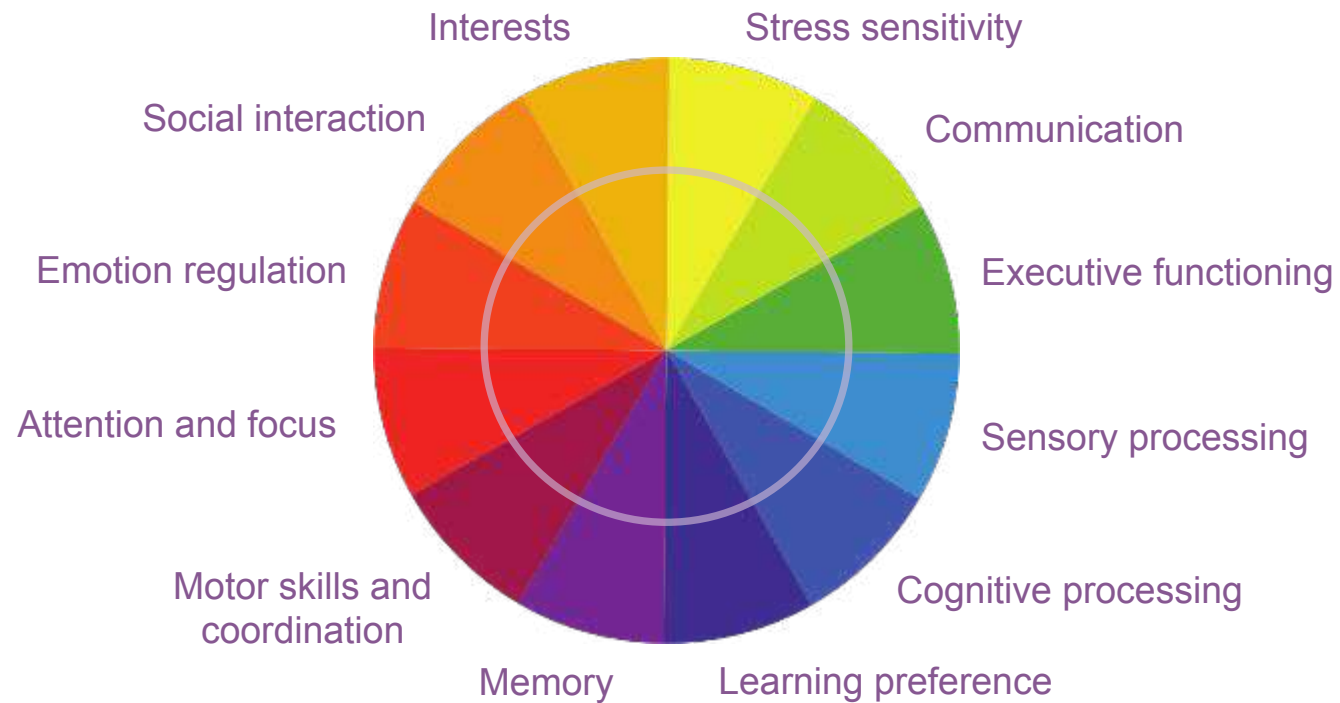 Interests
Stress sensitivity
Social interaction
Communication
Emotion regulation
Executive functioning
Attention and focus
Sensory processing
Motor skills and
coordination
Cognitive processing
Memory
Learning preference